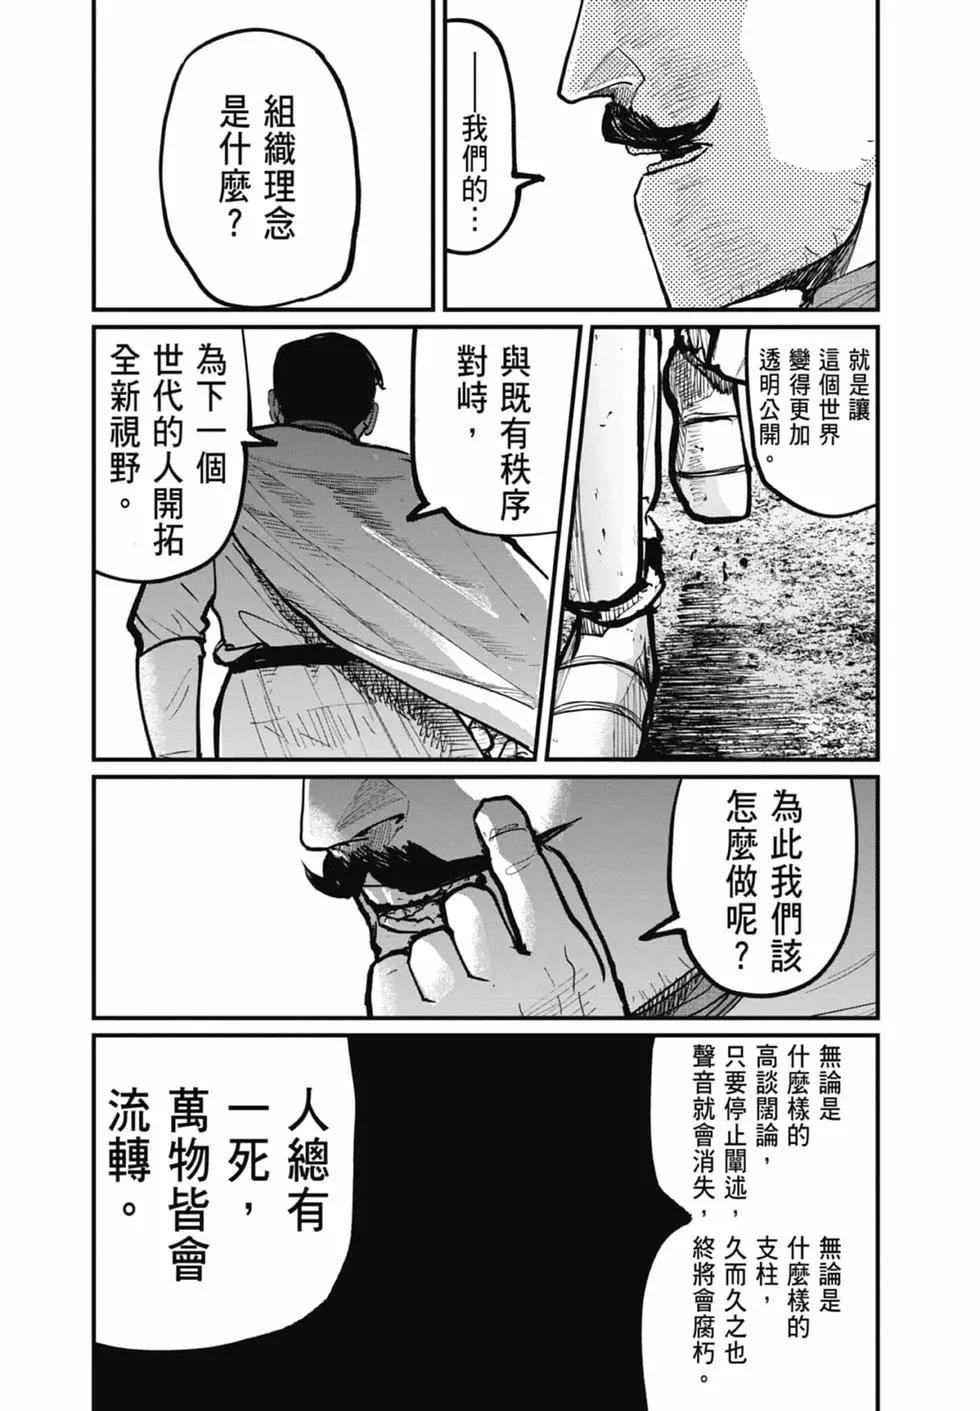 ——我們的…
組織理念
是什麼？
就是讓
這個世界
變得更加
透明公開。
與既有秩序
對峙，
為下一個
世代的人開拓
全新視野。
為此我們該
怎麼做呢？
無論是
什麼樣的
高談闊論，
只要停止闡述，
聲音就會消失，
無論是
什麼樣的
支柱，
久而久之也
終將會腐朽。
人總有
一死，
萬物皆會
流轉。